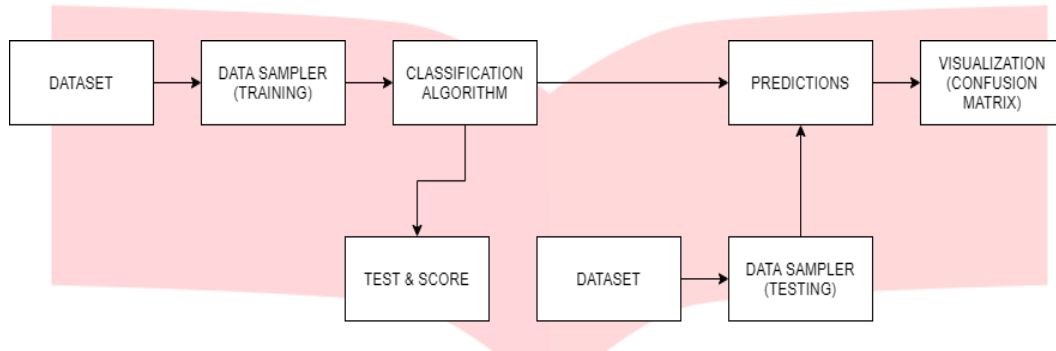 DATASET
DATA SAMPLER
(TRAINING)
CLASSIFICATION
ALGORITHM
PREDICTIONS
VISUALIZATION
(CONFUSION
MATRIX)
TEST & SCORE
DATASET
DATA SAMPLER
(TESTING)